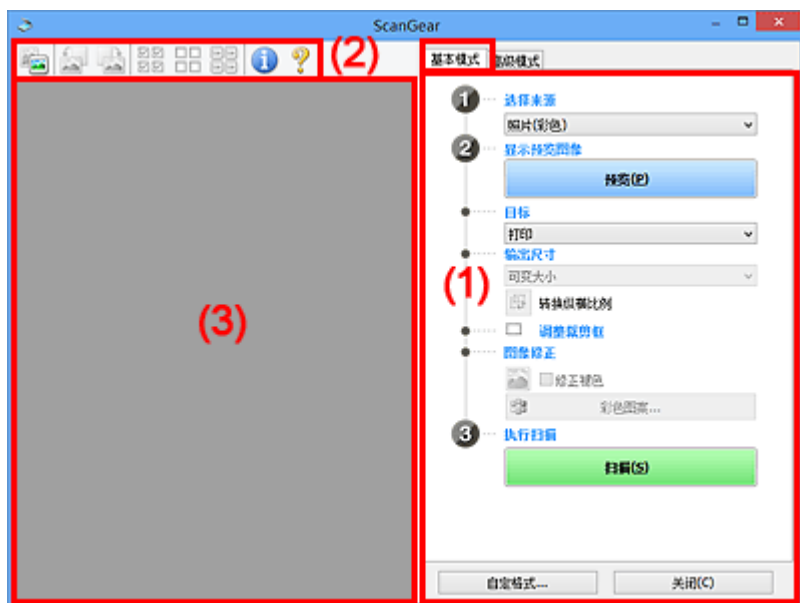 ScanGear
(2)
基本模式
高级模式
1
选择来源
照片(彩色)
2
显示预览图像
预览(P)
目标
打印
输出尺寸
(1)
可变大小
转换纵横比例
(3)
调整裁剪框
图像修正
修正褪色
彩色图案...
3
执行扫描
扫描(S)
自定格式...
关闭(C)